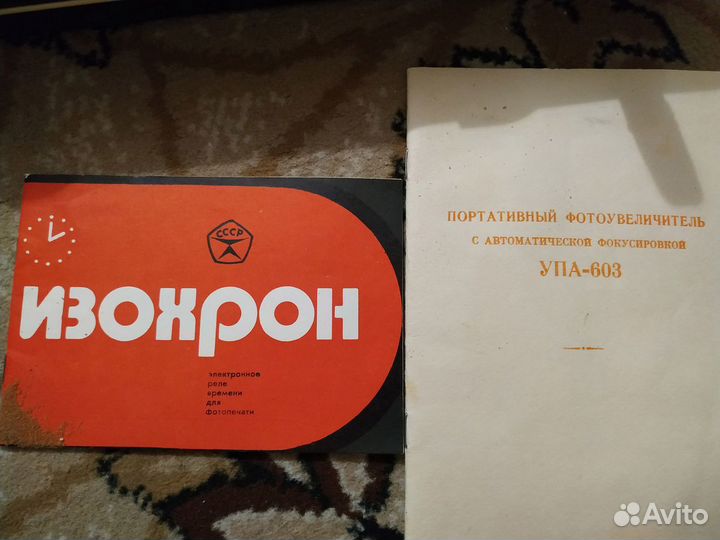 СССР
ИЗОХРОН
электронное
реле
времени
для
фотопечати
ПОРТАТИВНЫЙ ФОТОУВЕЛИЧИТЕЛЬ
С АВТОМАТИЧЕСКОЙ ФОКУСИРОВКОЙ
УПА-603
Avito